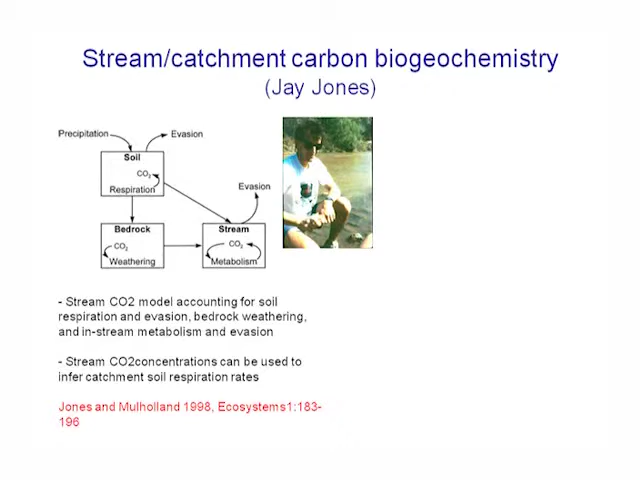 Stream/catchment carbon biogeochemistry
(Jay Jones)
Precipitation
Evasion
Soil
CO2
Respiration
Evasion
Bedrock
CO2
Weathering
Stream
CO2
Metabolism
- Stream CO2 model accounting for soil
respiration and evasion, bedrock weathering,
and in-stream metabolism and evasion
- Stream CO2concentrations can be used to
infer catchment soil respiration rates
Jones and Mulholland 1998, Ecosystems1:183-
196